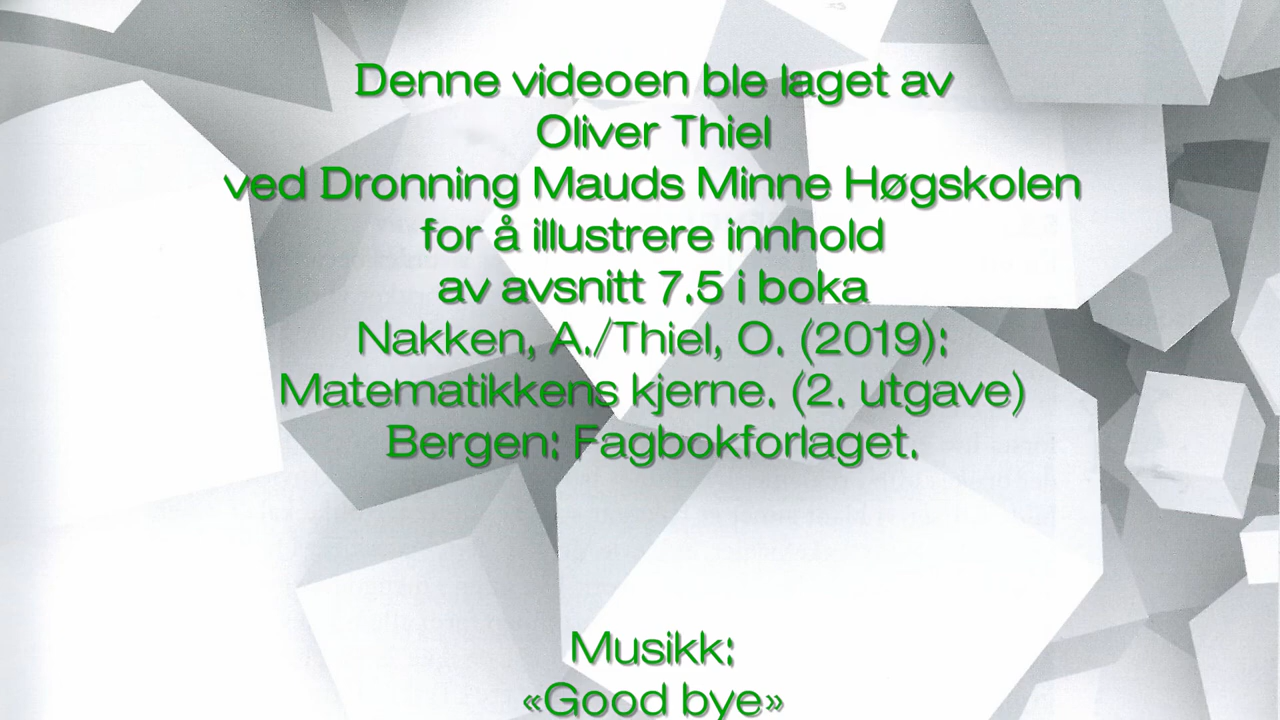 Denne videoen ble laget av
Oliver Thiel
ved Dronning Mauds Minne Høgskolen
for å illustrere innhold
av avsnitt 7.5 i boka
Nakken, A./Thiel, O. (2019):
Matematikkens kjerne. (2. utgave)
Bergen: Fagbokforlaget.
Musikk:
«Good bye»